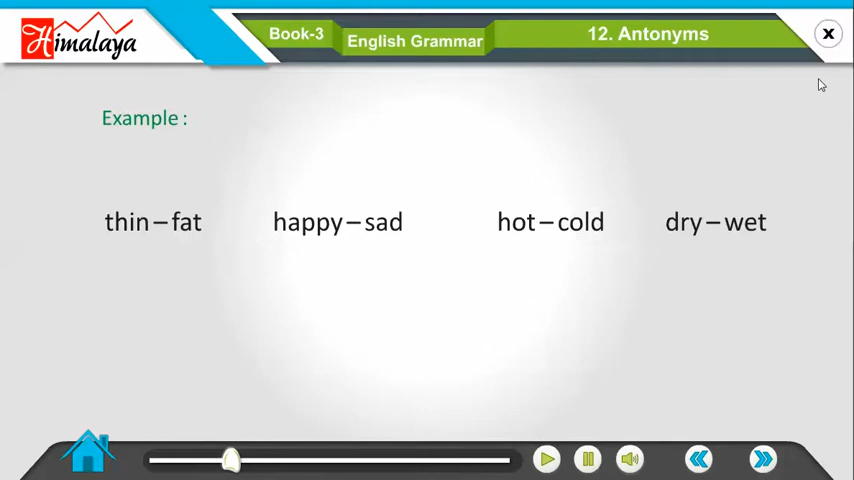 Himalaya
Book-3
English Grammar
12. Antonyms
x
Example :
thin – fat happy – sad hot – cold dry – wet